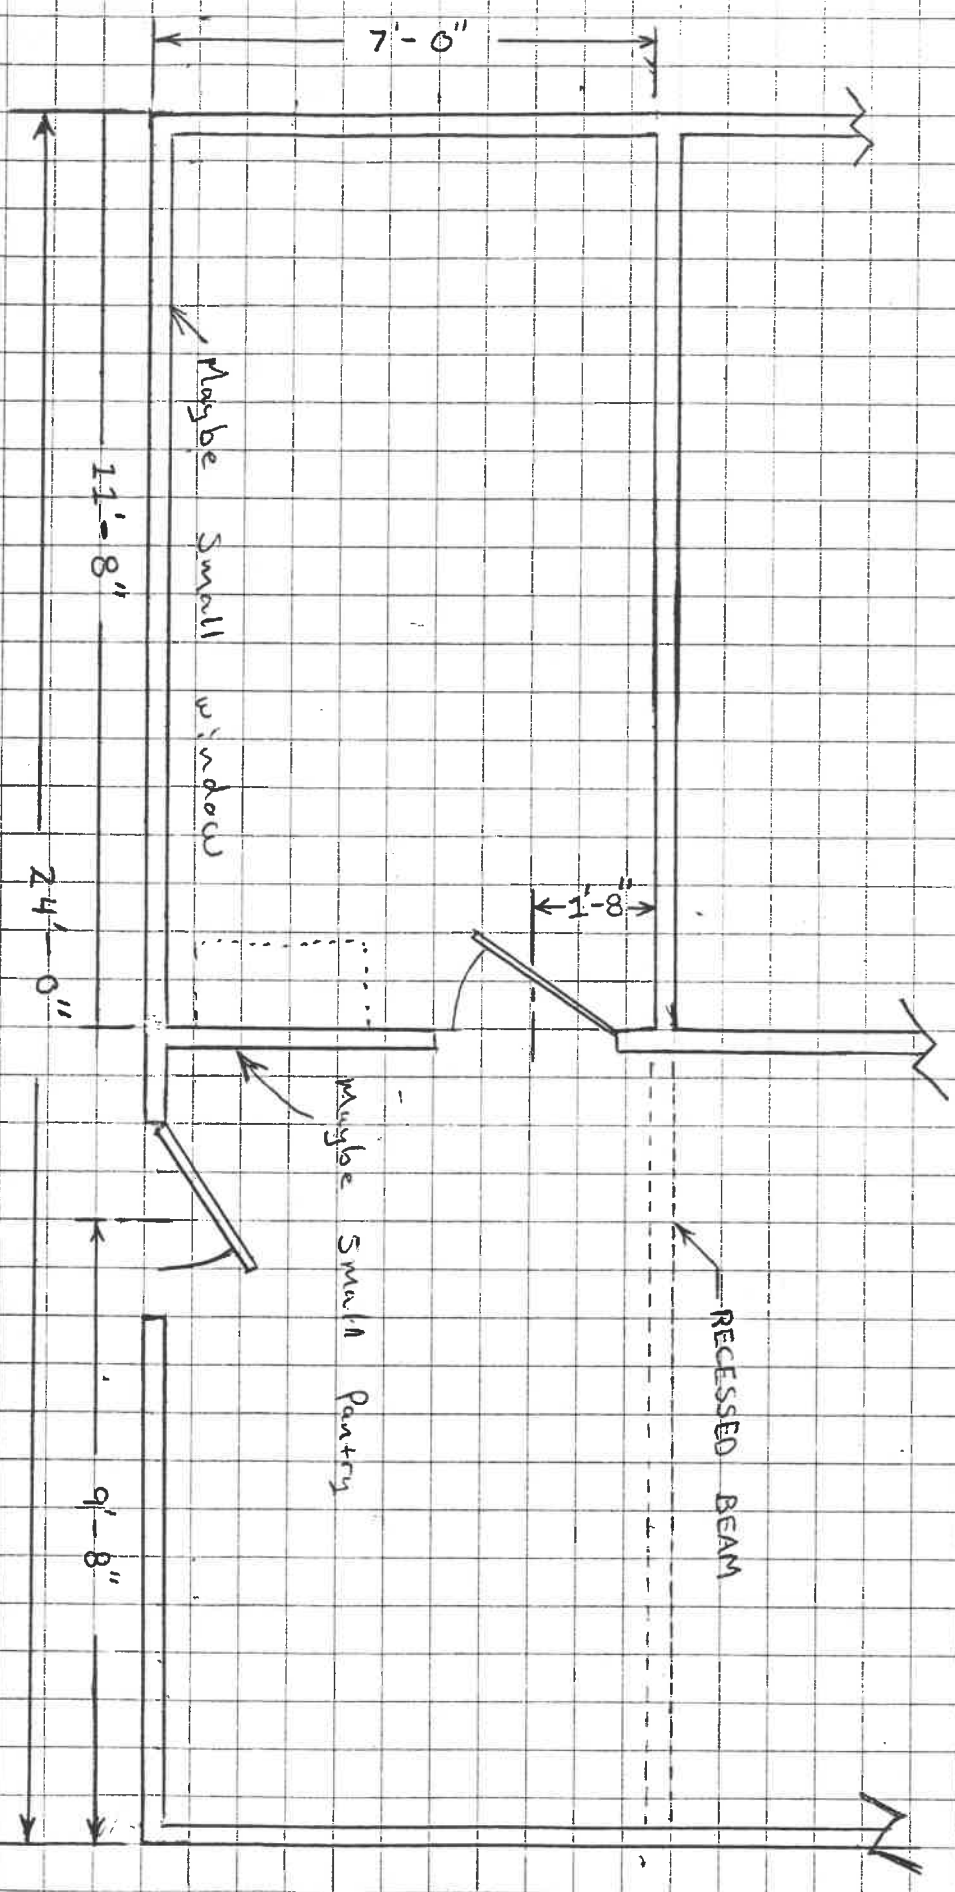 7'-0"
11'-8"
24'-0"
Maybe Small window
1'-8"
Maybe Small Pantry
RECESSED BEAM
9'-8"